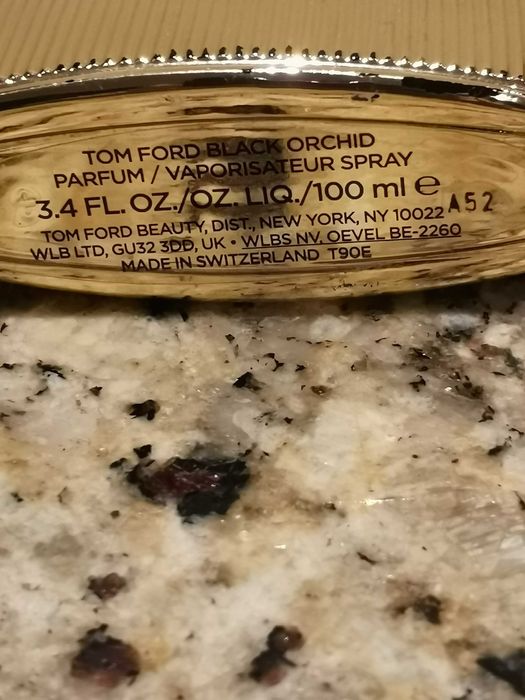 TOM FORD BLACK ORCHID
PARFUM / VAPORISATEUR SPRAY
3.4 FL. OZ./OZ. LIQ./100 ml ℮ A52
TOM FORD BEAUTY, DIST., NEW YORK, NY 10022
WLB LTD, GU32 3DD, UK • WLBS NV. OEVEL BE-2260
MADE IN SWITZERLAND T90E